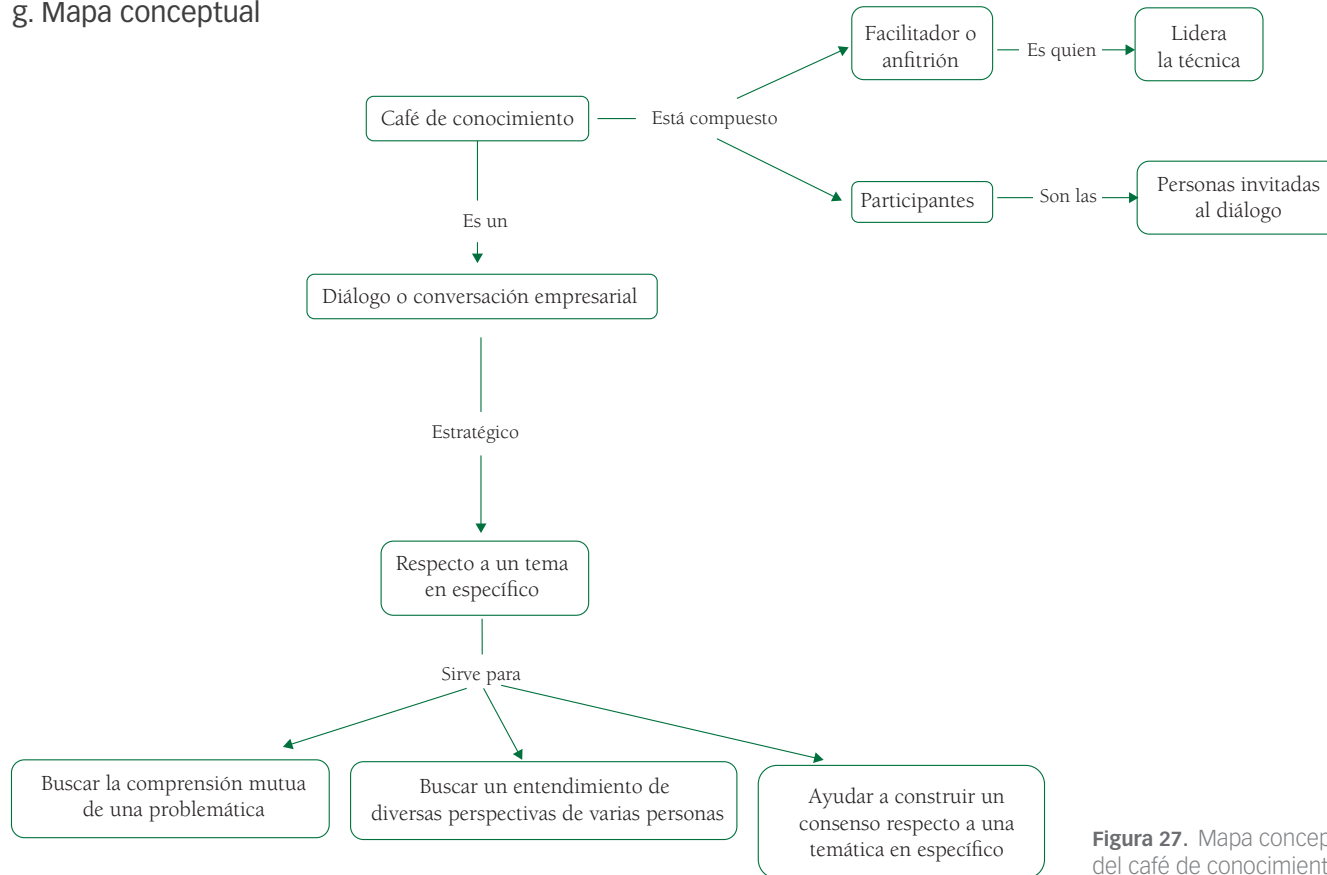 g. Mapa conceptual
Facilitador o
anfitrión
Es quien
Lidera
la técnica
Café de conocimiento
Está compuesto
Participantes
Son las
Personas invitadas
al diálogo
Es un
Diálogo o conversación empresarial
Estratégico
Respecto a un tema
en específico
Sirve para
Buscar la comprensión mutua
de una problemática
Buscar un entendimiento de
diversas perspectivas de varias personas
Ayudar a construir un
consenso respecto a una
temática en específico
Figura 27. Mapa concep
del café de conocimient